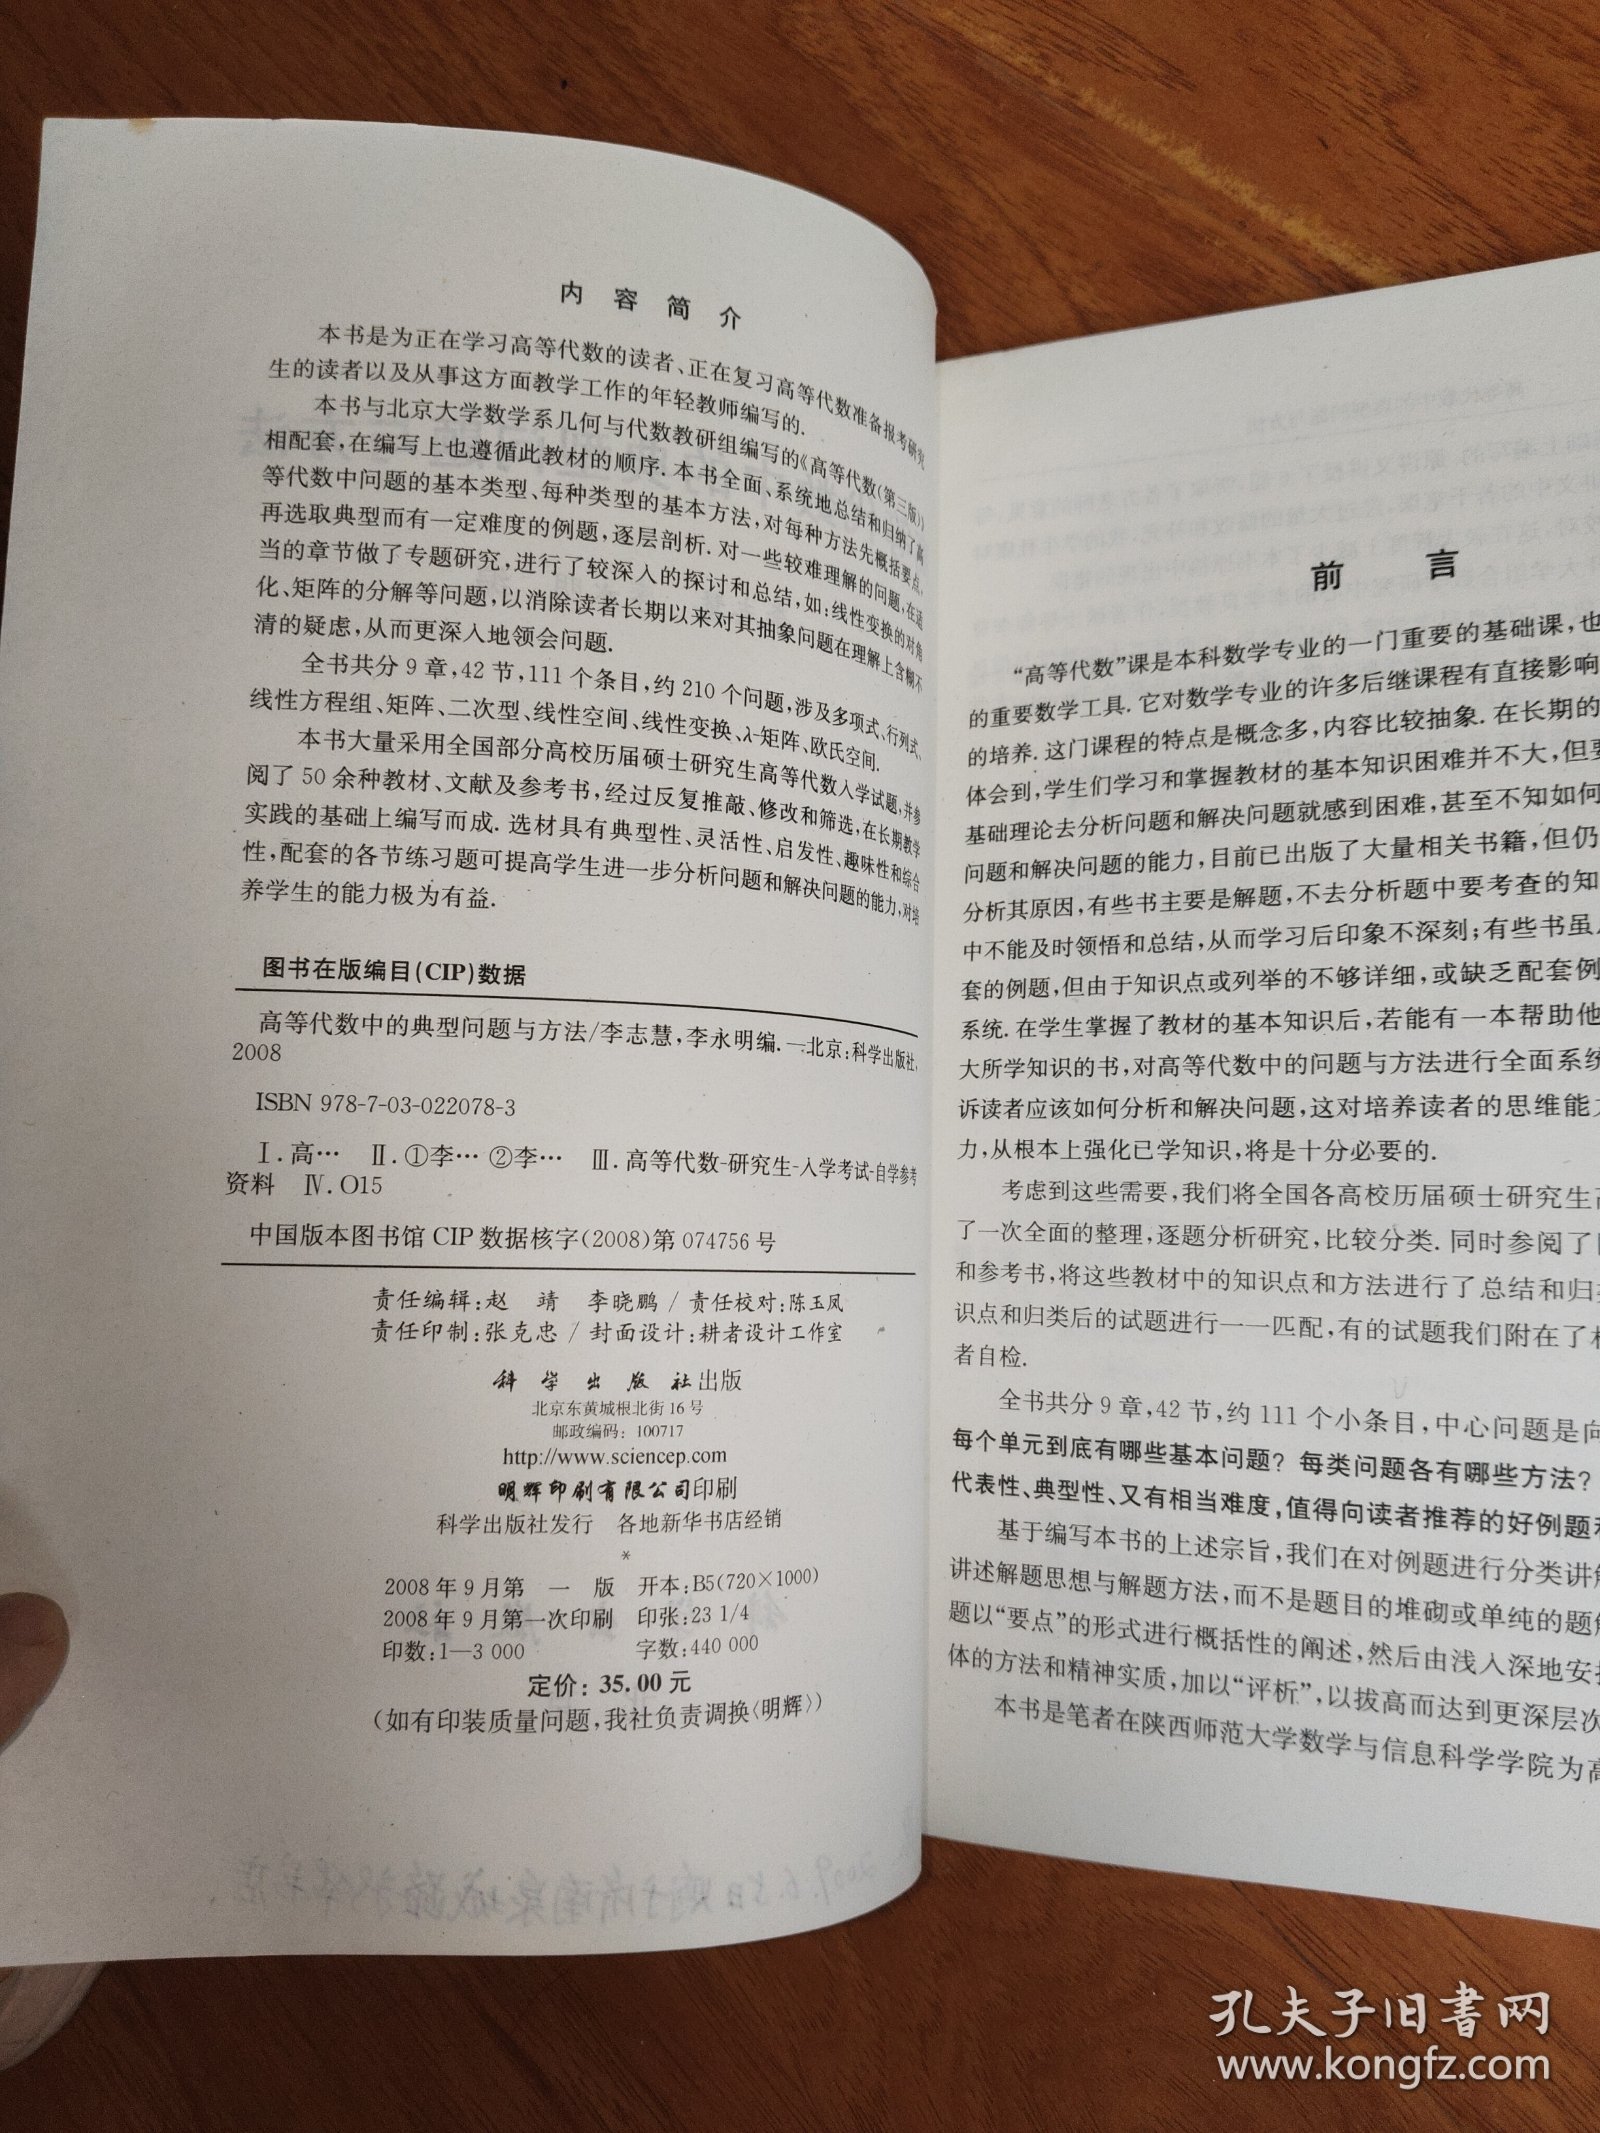 内 容 简 介
本书是为正在学习高等代数的读者、正在复习高等代数准备报考研究
生的读者以及从事这方面教学工作的年轻教师编写的.
本书与北京大学数学系几何与代数教研组编写的《高等代数(第三版)》
相配套,在编写上也遵循此教材的顺序.本书全面、系统地总结和归纳了高
等代数中问题的基本类型、每种类型的基本方法,对每种方法先概括要点,
再选取典型而有一定难度的例题,逐层剖析.对一些较难理解的问题,在适
当的章节做了专题研究,进行了较深入的探讨和总结,如:线性变换的对角
化、矩阵的分解等问题,以消除读者长期以来对其抽象问题在理解上含糊不
清的疑虑,从而更深入地领会问题.
全书共分9章,42节,111个条目,约210个问题,涉及多项式、行列式、
线性方程组、矩阵、二次型、线性空间、线性变换、λ-矩阵、欧氏空间.
本书大量采用全国部分高校历届硕士研究生高等代数入学试题,并参
阅了50余种教材、文献及参考书,经过反复推敲、修改和筛选,在长期教学
实践的基础上编写而成.选材具有典型性、灵活性、启发性、趣味性和综合
性,配套的各节练习题可提高学生进一步分析问题和解决问题的能力,对培
养学生的能力极为有益.
图书在版编目(CIP)数据
高等代数中的典型问题与方法/李志慧,李永明编.—北京:科学出版社,
2008
ISBN 978-7-03-022078-3
Ⅰ.高… Ⅱ.①李…②李… Ⅲ.高等代数-研究生-入学考试-自学参考
资料 Ⅳ.O15
中国版本图书馆CIP数据核字(2008)第074756号
责任编辑:赵 靖 李晓鹏/责任校对:陈玉凤
责任印制:张克忠/封面设计:耕者设计工作室
科学出版社出版
北京东黄城根北街16号
邮政编码:100717
http://www.sciencep.com
明辉印刷有限公司印刷
科学出版社发行 各地新华书店经销
*
2008年9月第 一 版 开本:B5(720×1000)
2008年9月第一次印刷 印张:23 1/4
印数:1—3 000 字数:440 000
定价:35.00元
(如有印装质量问题,我社负责调换〈明辉〉)
前 言
“高等代数”课是本科数学专业的一门重要的基础课,也
的重要数学工具.它对数学专业的许多后继课程有直接影响
的培养.这门课程的特点是概念多,内容比较抽象.在长期的
体会到,学生们学习和掌握教材的基本知识困难并不大,但要
基础理论去分析问题和解决问题就感到困难,甚至不知如何
问题和解决问题的能力,目前已出版了大量相关书籍,但仍
分析其原因,有些书主要是解题,不去分析题中要考查的知
中不能及时领悟和总结,从而学习后印象不深刻;有些书虽
套的例题,但由于知识点或列举的不够详细,或缺乏配套例
系统.在学生掌握了教材的基本知识后,若能有一本帮助他
大所学知识的书,对高等代数中的问题与方法进行全面系统
诉读者应该如何分析和解决问题,这对培养读者的思维能
力,从根本上强化已学知识,将是十分必要的.
考虑到这些需要,我们将全国各高校历届硕士研究生高
了一次全面的整理,逐题分析研究,比较分类.同时参阅了
和参考书,将这些教材中的知识点和方法进行了总结和归
识点和归类后的试题进行一一匹配,有的试题我们附在了
者自检.
全书共分9章,42节,约111个小条目,中心问题是向
每个单元到底有哪些基本问题?每类问题各有哪些方法?
代表性、典型性、又有相当难度,值得向读者推荐的好例题
基于编写本书的上述宗旨,我们在对例题进行分类讲解
讲述解题思想与解题方法,而不是题目的堆砌或单纯的题解
题以“要点”的形式进行概括性的阐述,然后由浅入深地安
体的方法和精神实质,加以“评析”,以拔高而达到更深层次
本书是笔者在陕西师范大学数学与信息科学学院为高
孔夫子旧书网
www.kongfz.com